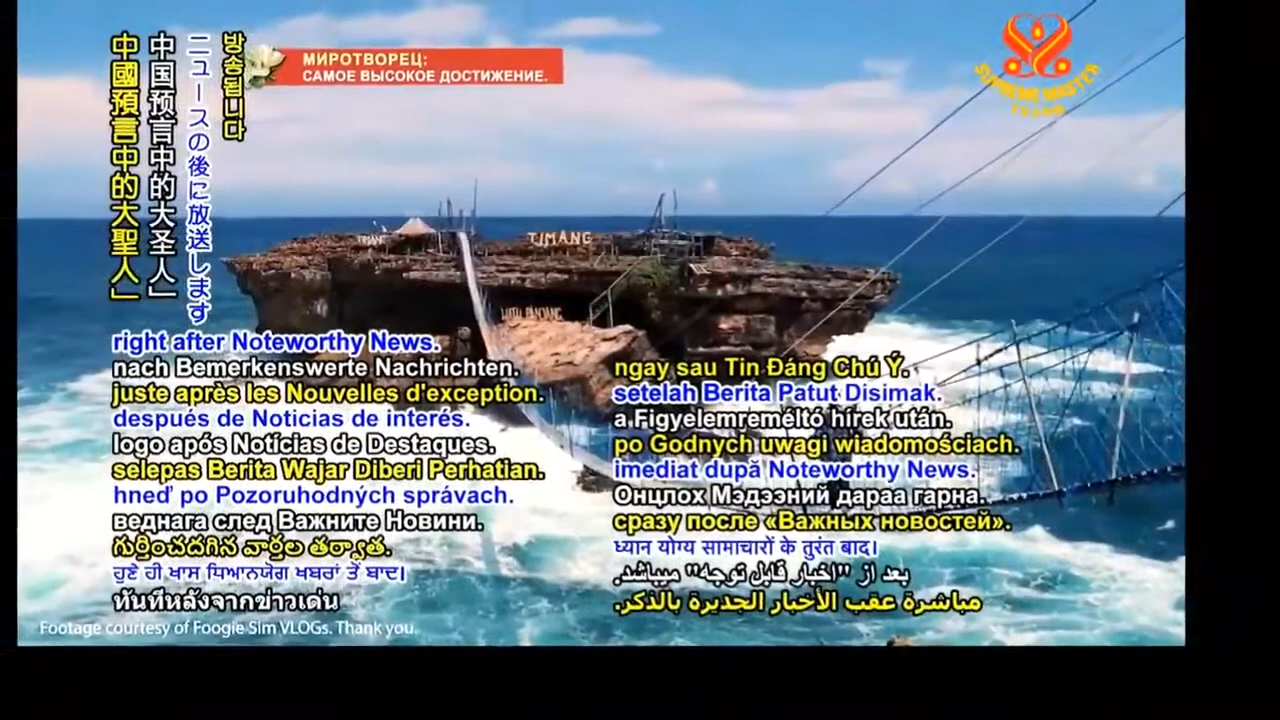 МИРОТВОРЕЦ:
САМОЕ ВЫСОКОЕ ДОСТИЖЕНИЕ.
SUPREME MASTER
中國預言中的大聖人」
中国预言中的大圣人」
ニュースの後に放送します
방송됩니다
TIMANG
right after Noteworthy News.
nach Bemerkenswerte Nachrichten.
juste après les Nouvelles d'exception.
después de Noticias de interés.
logo após Notícias de Destaques.
selepas Berita Wajar Diberi Perhatian.
hneď po Pozoruhodných správach.
веднага след Важните Новини.
గుర్తించదగిన వార్తల తర్వాత.
ਹੁਣੇ ਹੀ ਖਾਸ ਧਿਆਨਯੋਗ ਖਬਰਾਂ ਤੋਂ ਬਾਦ।
ทันทีหลังจากข่าวเด่น
ngay sau Tin Đáng Chú Ý.
setelah Berita Patut Disimak.
a Figyelemreméltó hírek után.
po Godnych uwagi wiadomościach.
imediat după Noteworthy News.
Онцлох Мэдээний дараа гарна.
сразу после «Важных новостей».
ध्यान योग्य सामाचारों के तुरंत बाद।
بعد از "اخبار قابل توجه" میباشد.
مباشرة عقب الأخبار الجديرة بالذكر.
Footage courtesy of Foogie Sim VLOGs. Thank you.